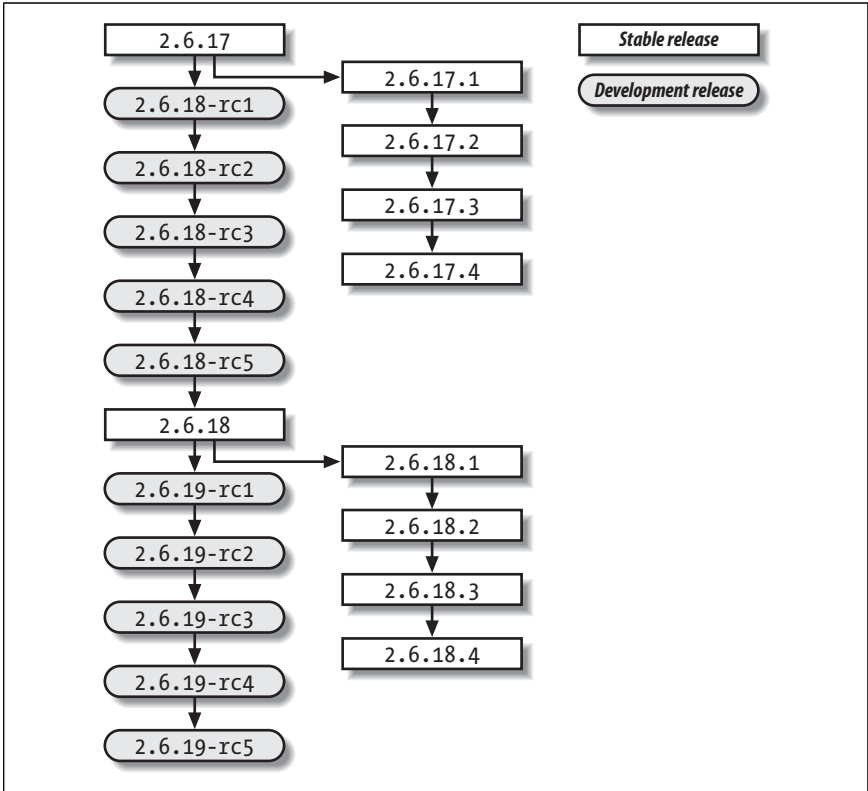 2.6.17
Stable release
2.6.17.1
Development release
2.6.18-rc1
2.6.17.2
2.6.18-rc2
2.6.17.3
2.6.18-rc3
2.6.17.4
2.6.18-rc4
2.6.18-rc5
2.6.18
2.6.18.1
2.6.19-rc1
2.6.18.2
2.6.19-rc2
2.6.18.3
2.6.19-rc3
2.6.18.4
2.6.19-rc4
2.6.19-rc5